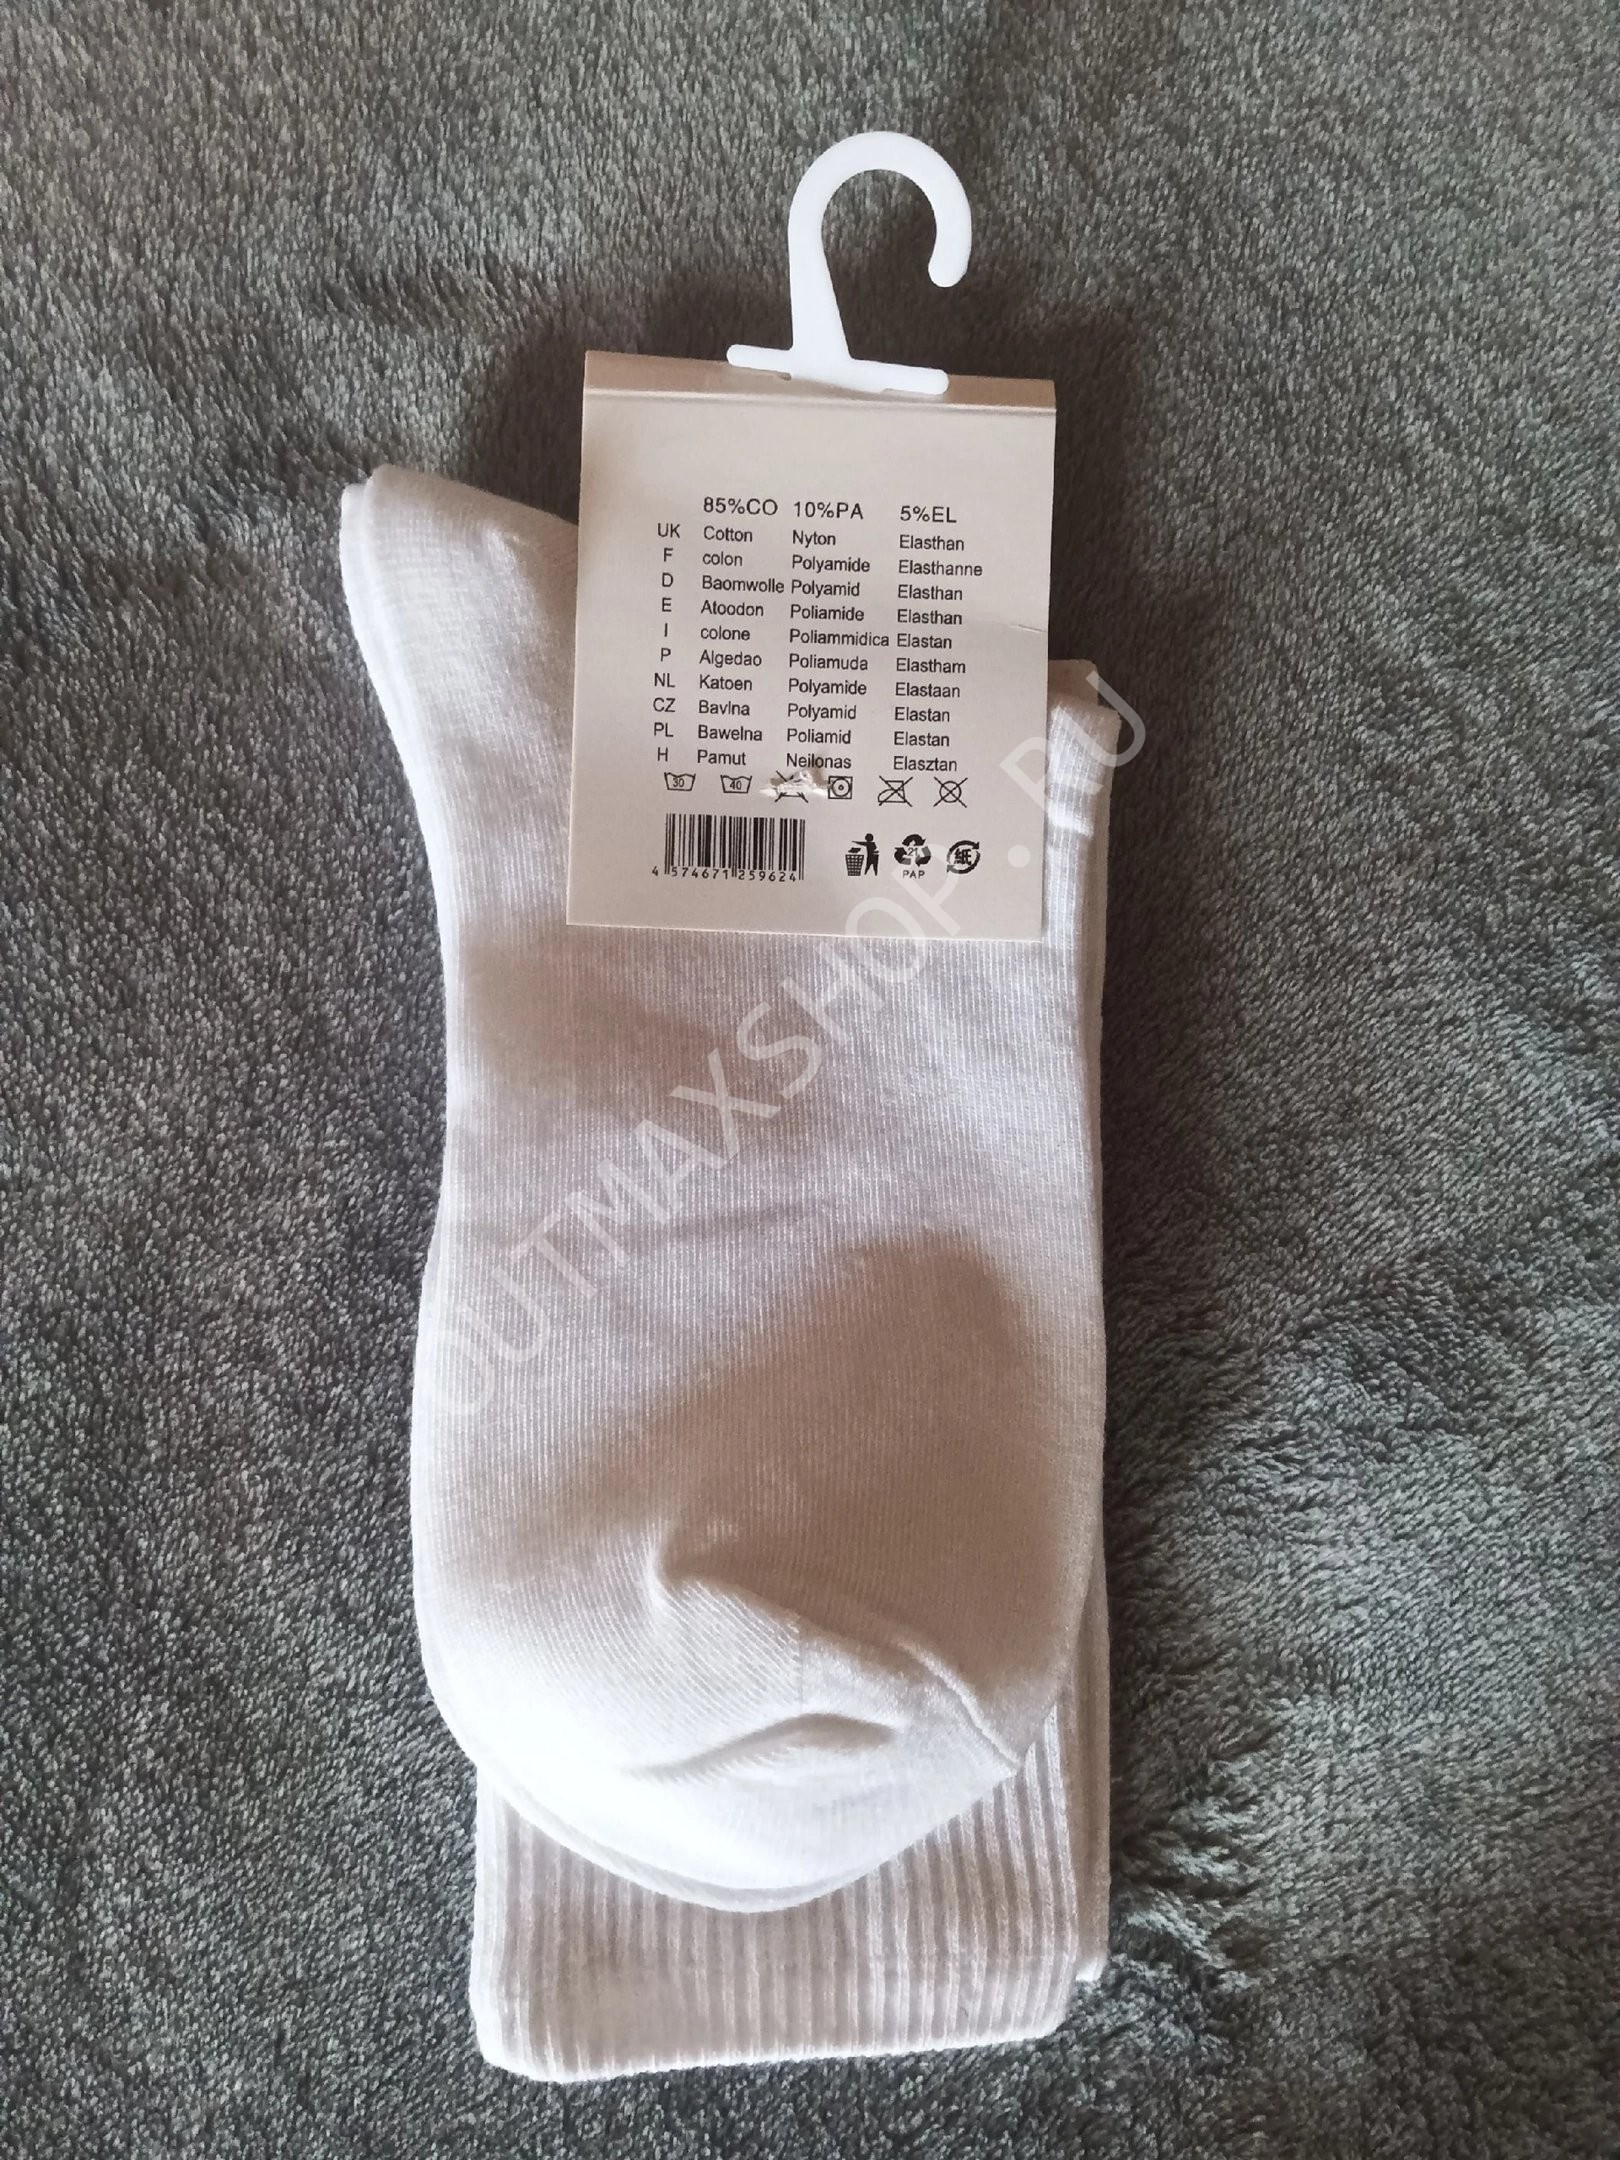 85%CO 10%PA 5%EL
UK Cotton Nyton Elasthan
F colon Polyamide Elasthanne
D Baomwolle Polyamid Elasthan
E Atoodon Poliamide Elasthan
I colone Poliammidica Elastan
P Algedao Poliamuda Elastham
NL Katoen Polyamide Elastaan
CZ Bavlna Polyamid Elastan
PL Bawelna Poliamid Elastan
H Pamut Neilonas Elasztan
30 40
4 574671 259624
21
PAP
紙
OUTMAXSHOP.RU